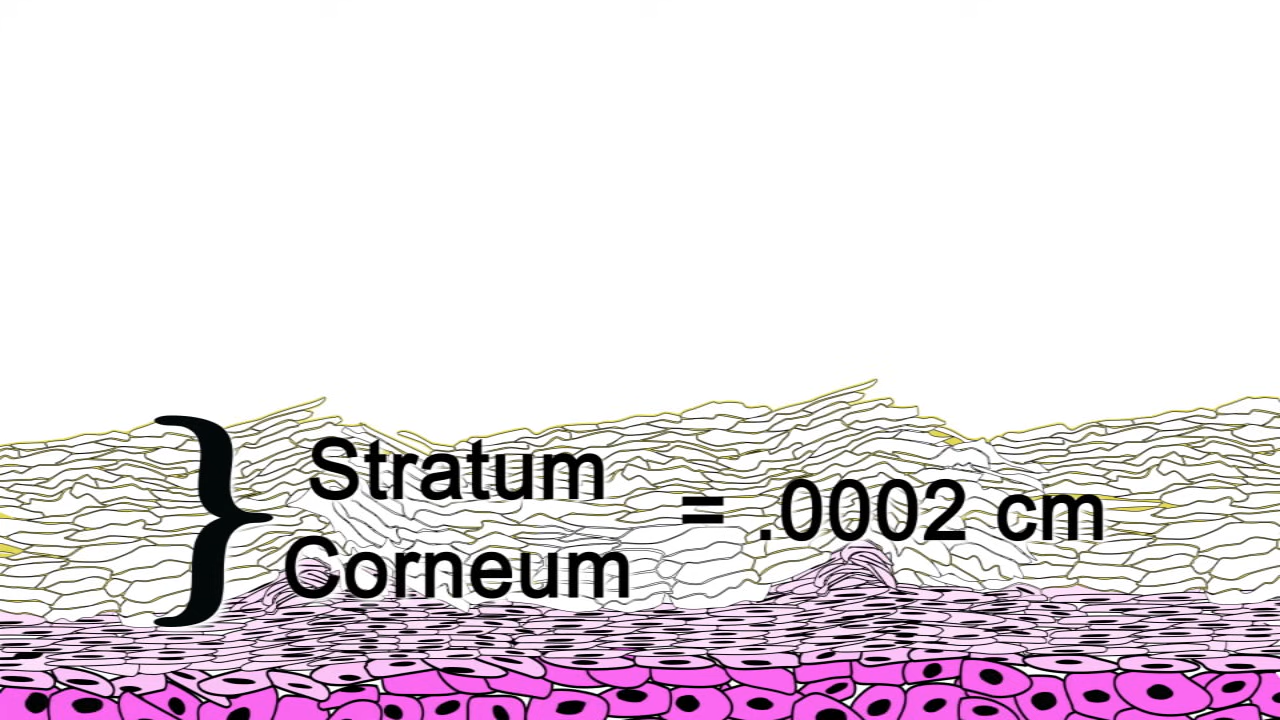 } Stratum
Corneum
= .0002 cm